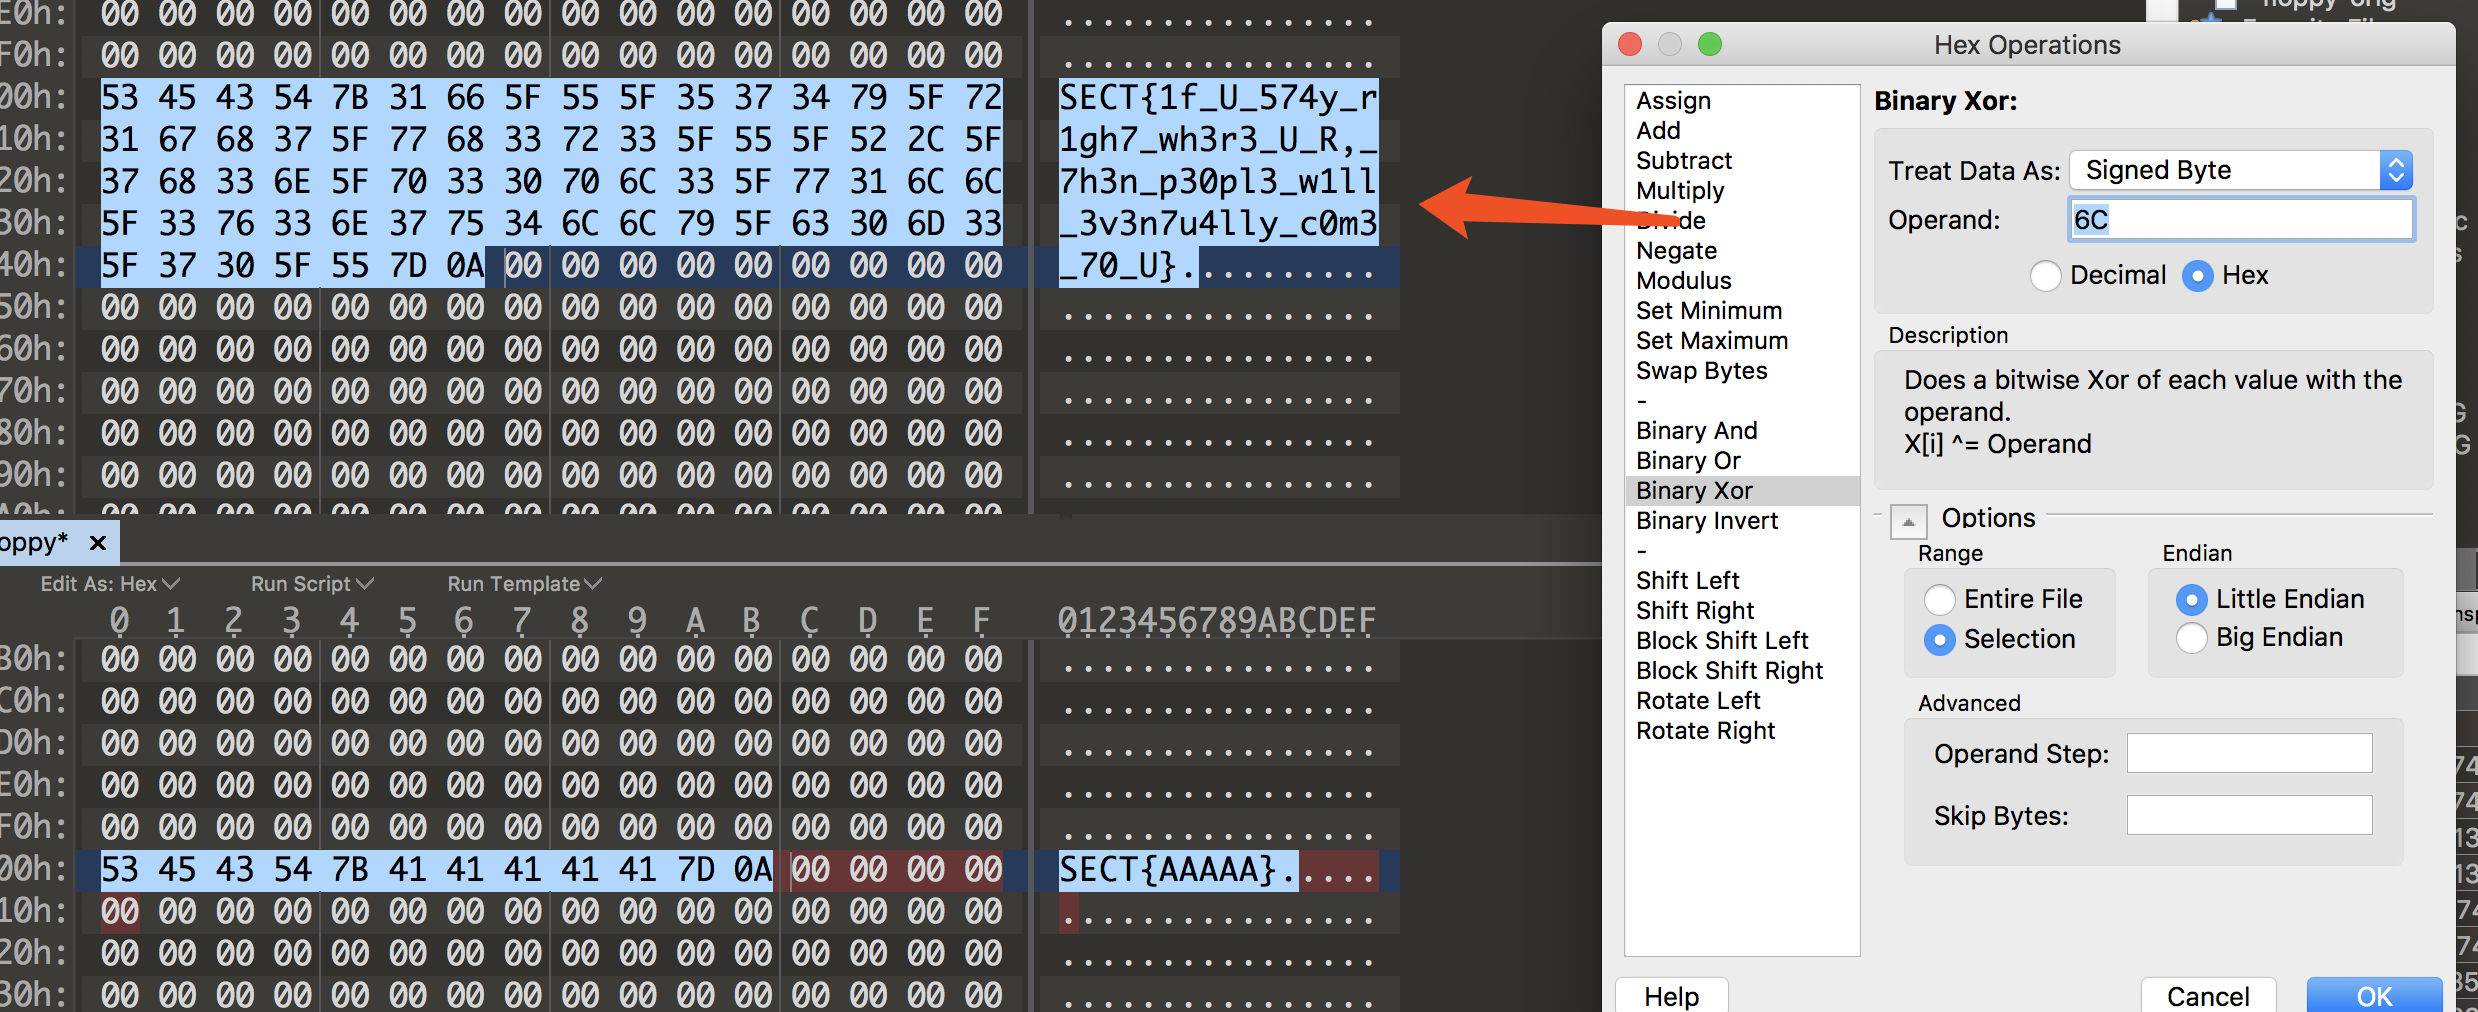 E0h: 00 00 00 00 00 00 00 00 00 00 00 00 00 00 00 00 ................
F0h: 00 00 00 00 00 00 00 00 00 00 00 00 00 00 00 00 ................
00h: 53 45 43 54 7B 31 66 5F 55 5F 35 37 34 79 5F 72 SECT{1f_U_574y_r
10h: 31 67 68 37 5F 77 68 33 72 33 5F 55 5F 52 2C 5F 1gh7_wh3r3_U_R,_
20h: 37 68 33 6E 5F 70 33 30 70 6C 33 5F 77 31 6C 6C 7h3n_p30pl3_w1ll
30h: 5F 33 76 33 6E 37 75 34 6C 6C 79 5F 63 30 6D 33 _3v3n7u4lly_c0m3
40h: 5F 37 30 5F 55 7D 0A 00 00 00 00 00 00 00 00 00 _70_U}..........
50h: 00 00 00 00 00 00 00 00 00 00 00 00 00 00 00 00 ................
60h: 00 00 00 00 00 00 00 00 00 00 00 00 00 00 00 00 ................
70h: 00 00 00 00 00 00 00 00 00 00 00 00 00 00 00 00 ................
80h: 00 00 00 00 00 00 00 00 00 00 00 00 00 00 00 00 ................
90h: 00 00 00 00 00 00 00 00 00 00 00 00 00 00 00 00 ................
A0h: 00 00 00 00 00 00 00 00 00 00 00 00 00 00 00 00 ................
oppy* ×
Edit As: Hex Run Script Run Template
0 1 2 3 4 5 6 7 8 9 A B C D E F 0123456789ABCDEF
B0h: 00 00 00 00 00 00 00 00 00 00 00 00 00 00 00 00 ................
C0h: 00 00 00 00 00 00 00 00 00 00 00 00 00 00 00 00 ................
D0h: 00 00 00 00 00 00 00 00 00 00 00 00 00 00 00 00 ................
E0h: 00 00 00 00 00 00 00 00 00 00 00 00 00 00 00 00 ................
F0h: 00 00 00 00 00 00 00 00 00 00 00 00 00 00 00 00 ................
00h: 53 45 43 54 7B 41 41 41 41 41 7D 0A 00 00 00 00 SECT{AAAAA}.....
10h: 00 00 00 00 00 00 00 00 00 00 00 00 00 00 00 00 ................
20h: 00 00 00 00 00 00 00 00 00 00 00 00 00 00 00 00 ................
30h: 00 00 00 00 00 00 00 00 00 00 00 00 00 00 00 00 ................
Hex Operations
Assign
Add
Subtract
Multiply
Divide
Negate
Modulus
Set Minimum
Set Maximum
Swap Bytes
-
Binary And
Binary Or
Binary Xor
Binary Invert
-
Shift Left
Shift Right
Block Shift Left
Block Shift Right
Rotate Left
Rotate Right
Binary Xor:
Treat Data As: Signed Byte
Operand: 6C
Decimal Hex
Description
Does a bitwise Xor of each value with the
operand.
X[i] ^= Operand
Options
Range
Entire File
Selection
Endian
Little Endian
Big Endian
Advanced
Operand Step:
Skip Bytes:
Help Cancel OK